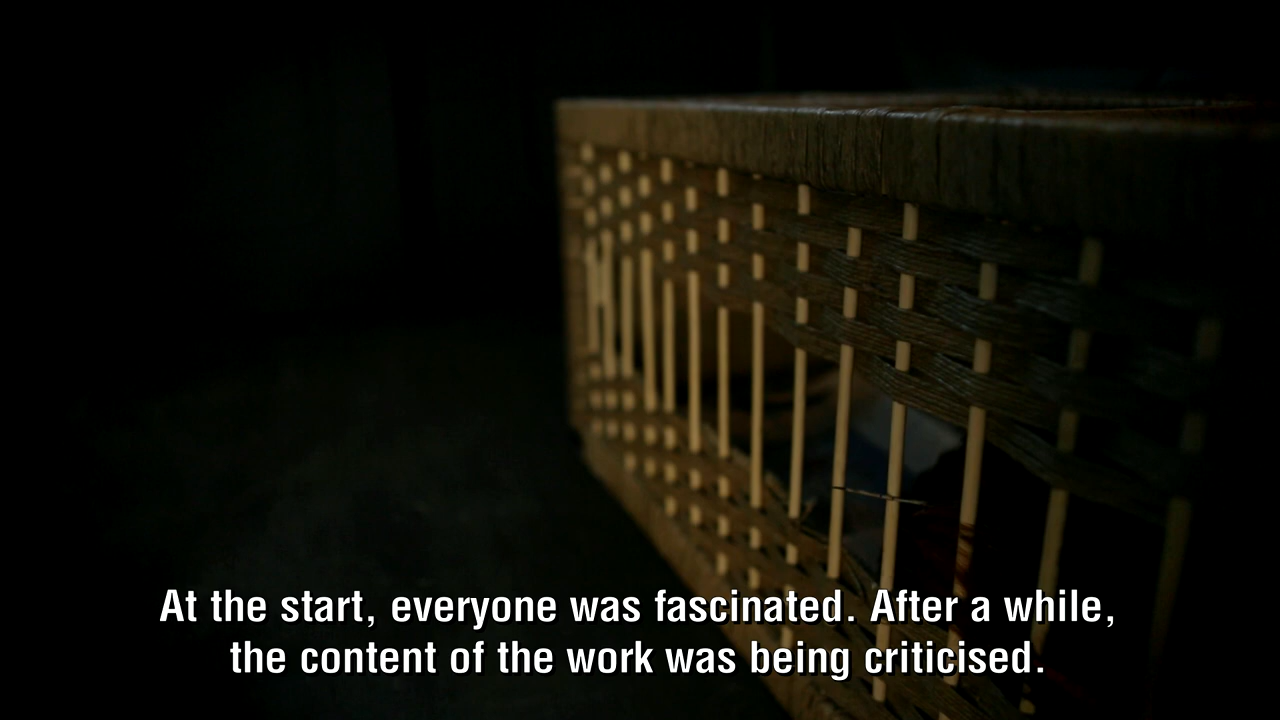 At the start, everyone was fascinated. After a while,
the content of the work was being criticised.